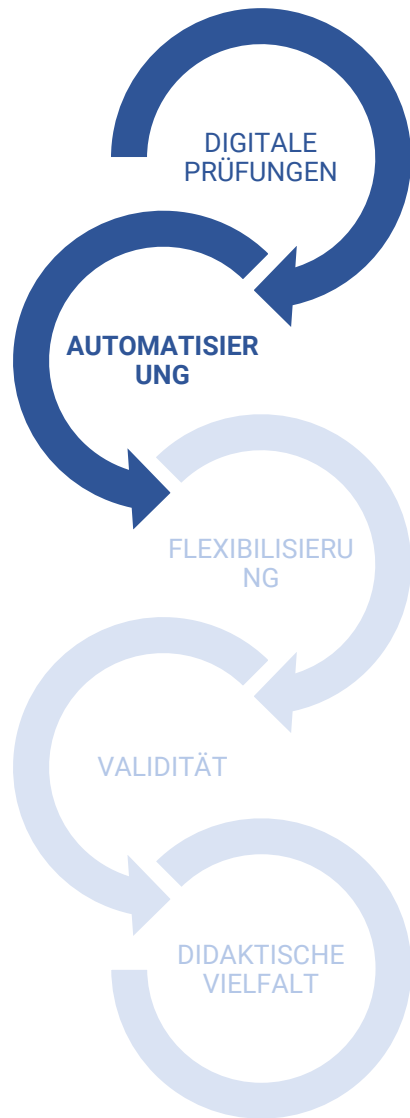 DIGITALE
PRÜFUNGEN
AUTOMATISIER
UNG
FLEXIBILISIERU
NG
VALIDITÄT
DIDAKTISCHE
VIELFALT